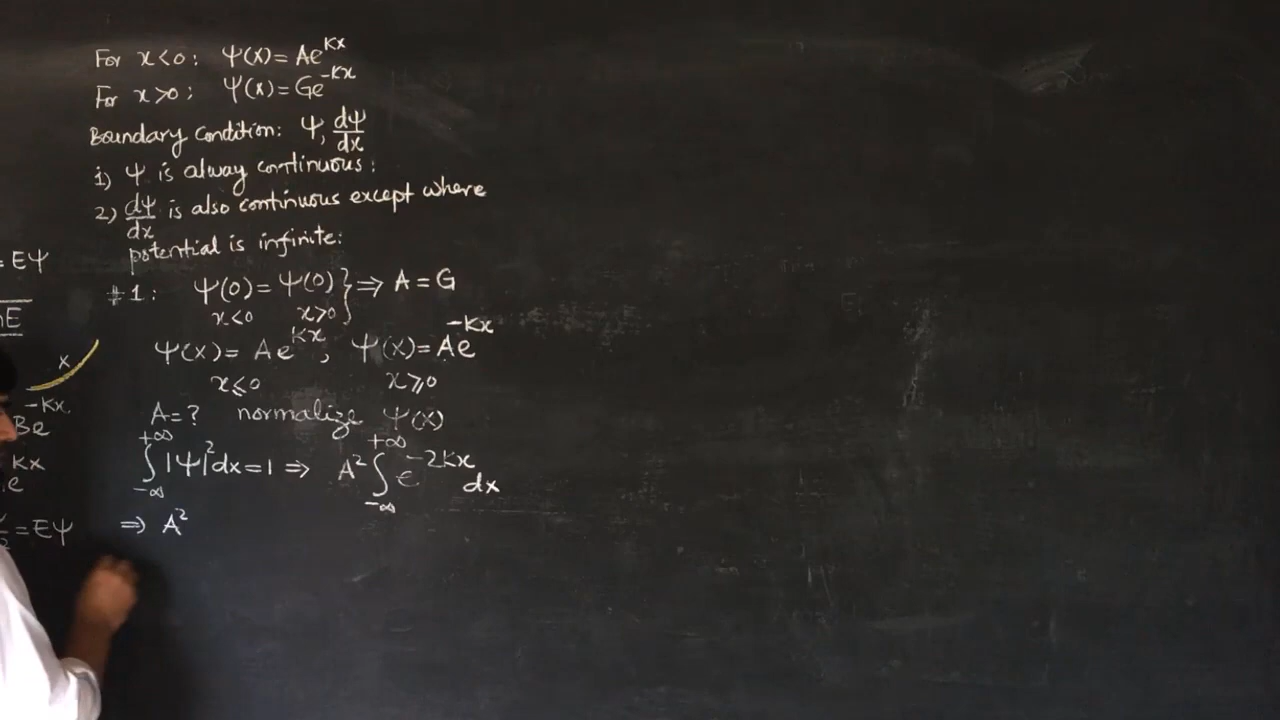 For x<0: Ψ(x)=Ae^{Kx}
For x>0; Ψ(x)=Ge^{-Kx}
Boundary Condition: Ψ, dΨ/dx
1) Ψ is alway continuous:
2) dΨ/dx is also continuous except where
potential is infinite:
#1: Ψ(0)=Ψ(0)} ⇒ A=G
x<0 x>0
Ψ(x)= Ae^{Kx}, Ψ(x)=Ae^{-Kx}
x≤0 x≥0
A=? normalize Ψ(x)
∫_{-∞}^{+∞} |Ψ|²dx=1 ⇒ A² ∫_{-∞}^{+∞} e^{-2Kx} dx
⇒ A²
=EΨ
E
x
Be^{-Kx}
e^{Kx}
=EΨ